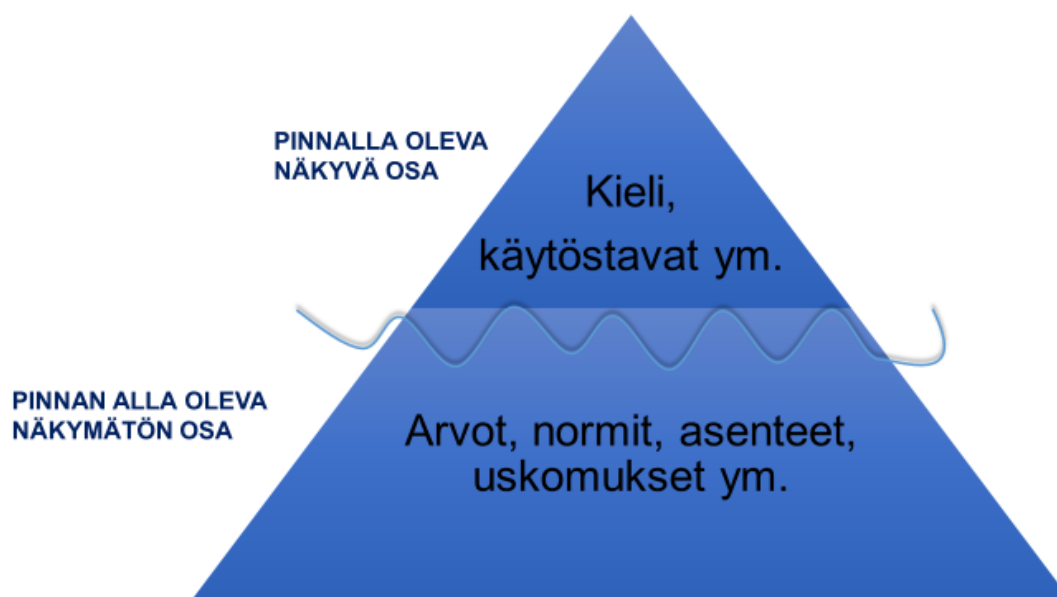 PINNALLA OLEVA
NÄKYVÄ OSA
Kieli,
käytöstavat ym.
PINNAN ALLA OLEVA
NÄKYMÄTÖN OSA
Arvot, normit, asenteet,
uskomukset ym.